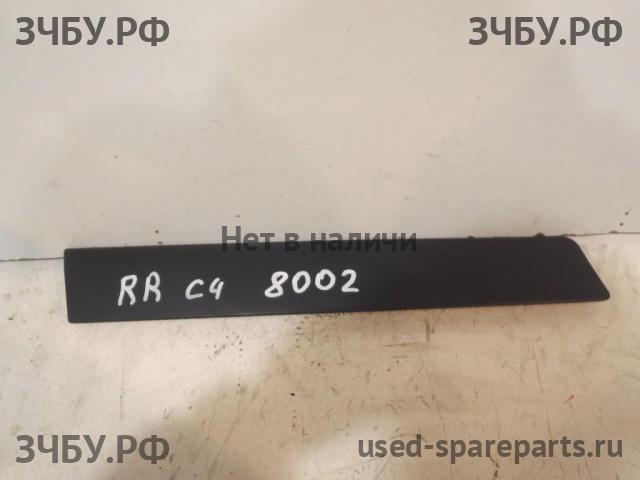 ЗЧБУ.РФ ЗЧБУ.РФ
Нет в наличи
RR C4 8002
ЗЧБУ.РФ used-spareparts.ru